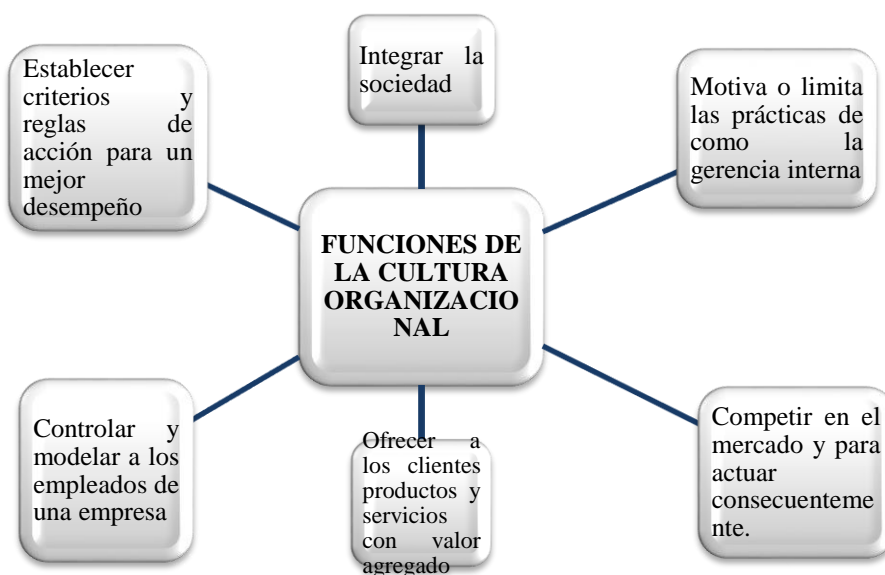 Integrar la
sociedad
Establecer
criterios y
reglas de
acción para un
mejor
desempeño
Motiva o limita
las prácticas de
como la
gerencia interna
FUNCIONES DE
LA CULTURA
ORGANIZACIO
NAL
Controlar y
modelar a los
empleados de
una empresa
Ofrecer a
los clientes
productos y
servicios
con valor
agregado
Competir en el
mercado y para
actuar
consecuenteme
nte.